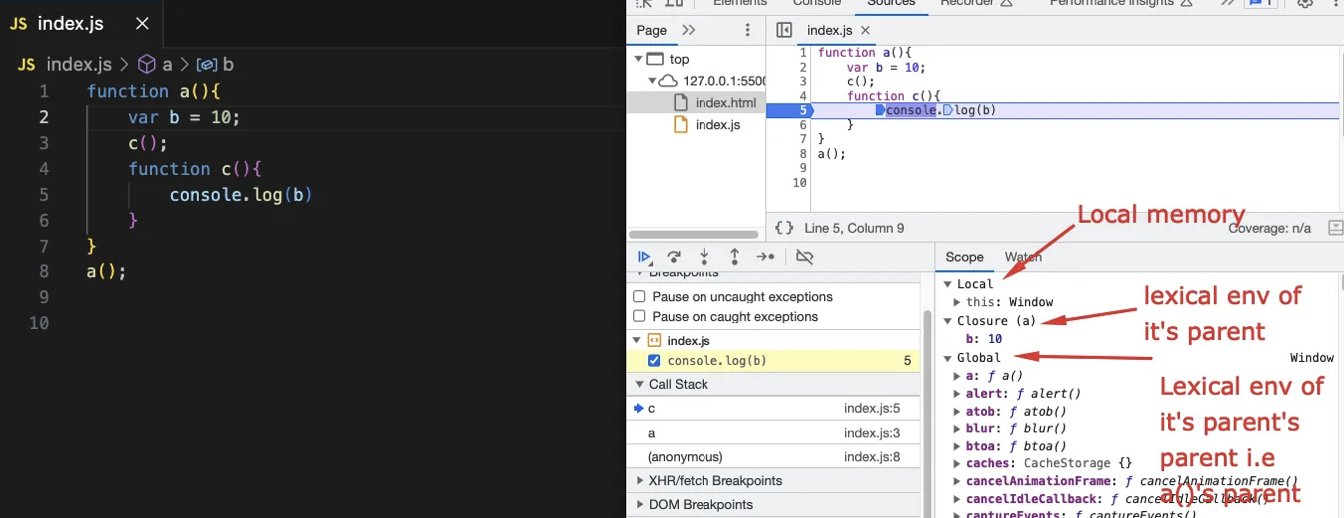 JS index.js ×
JS index.js > a > b
1 function a(){
2 var b = 10;
3 c();
4 function c(){
5 console.log(b)
6 }
7 }
8 a();
9
10
Elements Console Sources Recorder Performance insights >> 1
Page >>
top
127.0.0.1:5500
index.html
index.js
index.js ×
1 function a(){
2 var b = 10;
3 c();
4 function c(){
5 console.log(b)
6 }
7 }
8 a();
9
10
{} Line 5, Column 9
Coverage: n/a
Breakpoints
Pause on uncaught exceptions
Pause on caught exceptions
index.js
console.log(b) 5
Call Stack
c index.js:5
a index.js:3
(anonymous) index.js:8
XHR/fetch Breakpoints
DOM Breakpoints
Scope Watch
Local
this: Window
Closure (a)
b: 10
Global Window
a: ƒ a()
alert: ƒ alert()
atob: ƒ atob()
blur: ƒ blur()
btoa: ƒ btoa()
caches: CacheStorage {}
cancelAnimationFrame: ƒ cancelAnimationFrame()
cancelIdleCallback: ƒ cancelIdleCallback()
captureEvents: ƒ captureEvents()
Local memory
lexical env of
it's parent
Lexical env of
it's parent's
parent i.e
a()'s parent